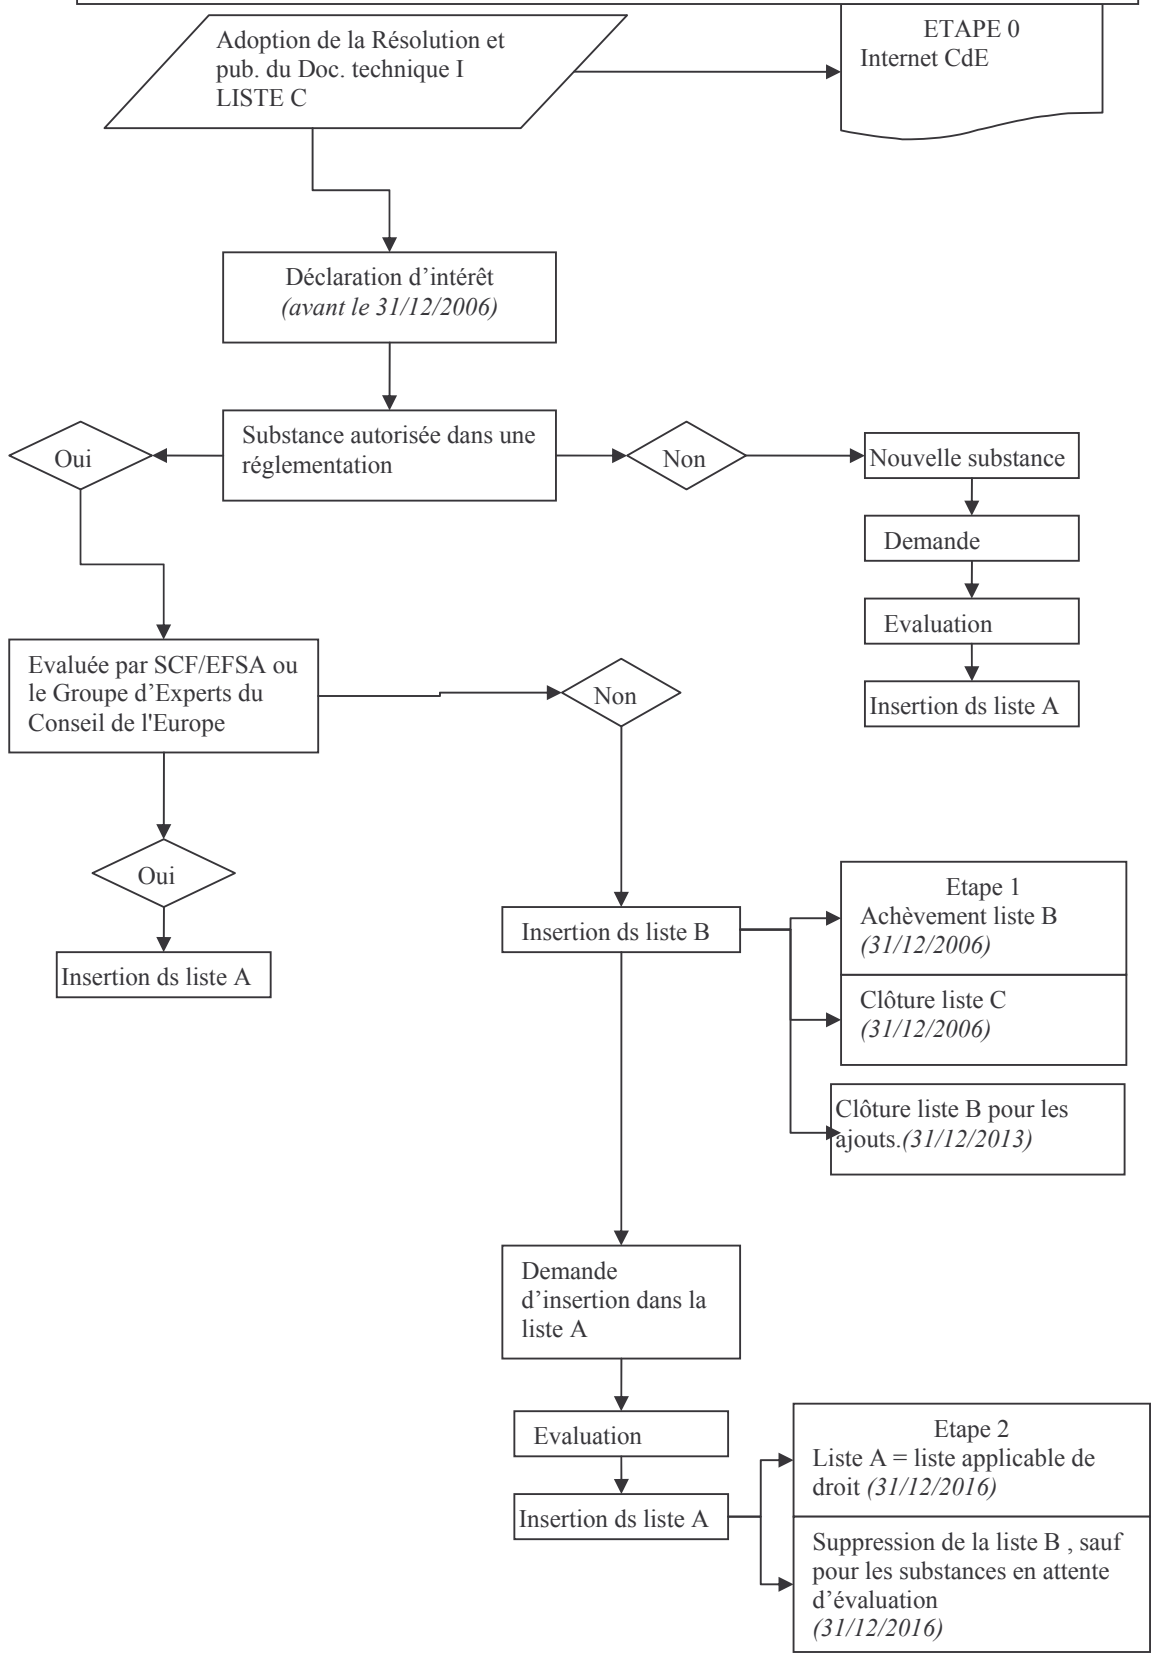 Adoption de la Résolution et
pub. du Doc. technique I
LISTE C
ETAPE 0
Internet CdE
Déclaration d’intérêt
(avant le 31/12/2006)
Oui
Substance autorisée dans une
réglementation
Non
Nouvelle substance
Demande
Evaluation
Insertion ds liste A
Evaluée par SCF/EFSA ou
le Groupe d’Experts du
Conseil de l'Europe
Non
Oui
Insertion ds liste A
Insertion ds liste B
Etape 1
Achèvement liste B
(31/12/2006)
Clôture liste C
(31/12/2006)
Clôture liste B pour les
ajouts.(31/12/2013)
Demande
d’insertion dans la
liste A
Evaluation
Insertion ds liste A
Etape 2
Liste A = liste applicable de
droit (31/12/2016)
Suppression de la liste B , sauf
pour les substances en attente
d’évaluation
(31/12/2016)